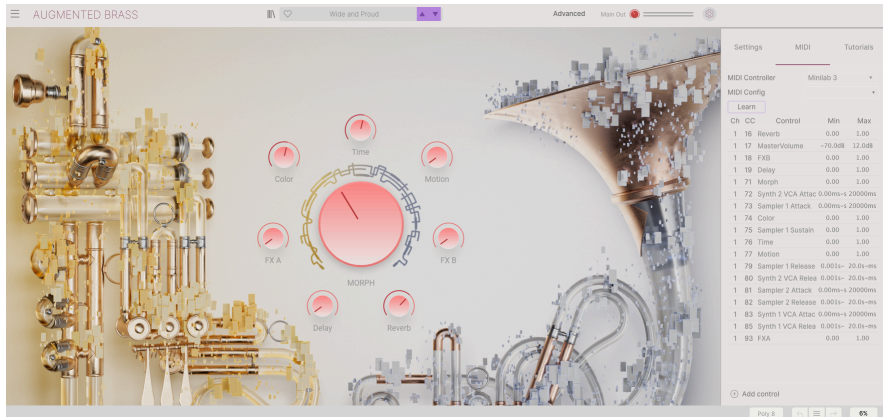 AUGMENTED BRASS
Wide and Proud
Advanced
Main Out
Settings MIDI Tutorials
MIDI Controller Minilab 3
MIDI Config
Learn
Ch CC Control Min Max
1 16 Reverb 0.00 1.00
1 17 MasterVolume -70.0dB 12.0dB
1 18 FXB 0.00 1.00
1 19 Delay 0.00 1.00
1 71 Morph 0.00 1.00
1 72 Synth 2 VCA Attac 0.00ms-s 20000ms
1 73 Sampler 1 Attack 0.00ms-s 20000ms
1 74 Color 0.00 1.00
1 75 Sampler 1 Sustain 0.00 1.00
1 76 Time 0.00 1.00
1 77 Motion 0.00 1.00
1 79 Sampler 1 Release 0.001s- 20.0s-ms
1 80 Synth 2 VCA Relea 0.001s- 20.0s-ms
1 81 Sampler 2 Attack 0.00ms-s 20000ms
1 82 Sampler 2 Release 0.001s- 20.0s-ms
1 83 Synth 1 VCA Attac 0.00ms-s 20000ms
1 85 Synth 1 VCA Relea 0.001s- 20.0s-ms
1 93 FXA 0.00 1.00
Add control
Time
Color
Motion
FX A
FX B
MORPH
Delay
Reverb
Poly 8
6%